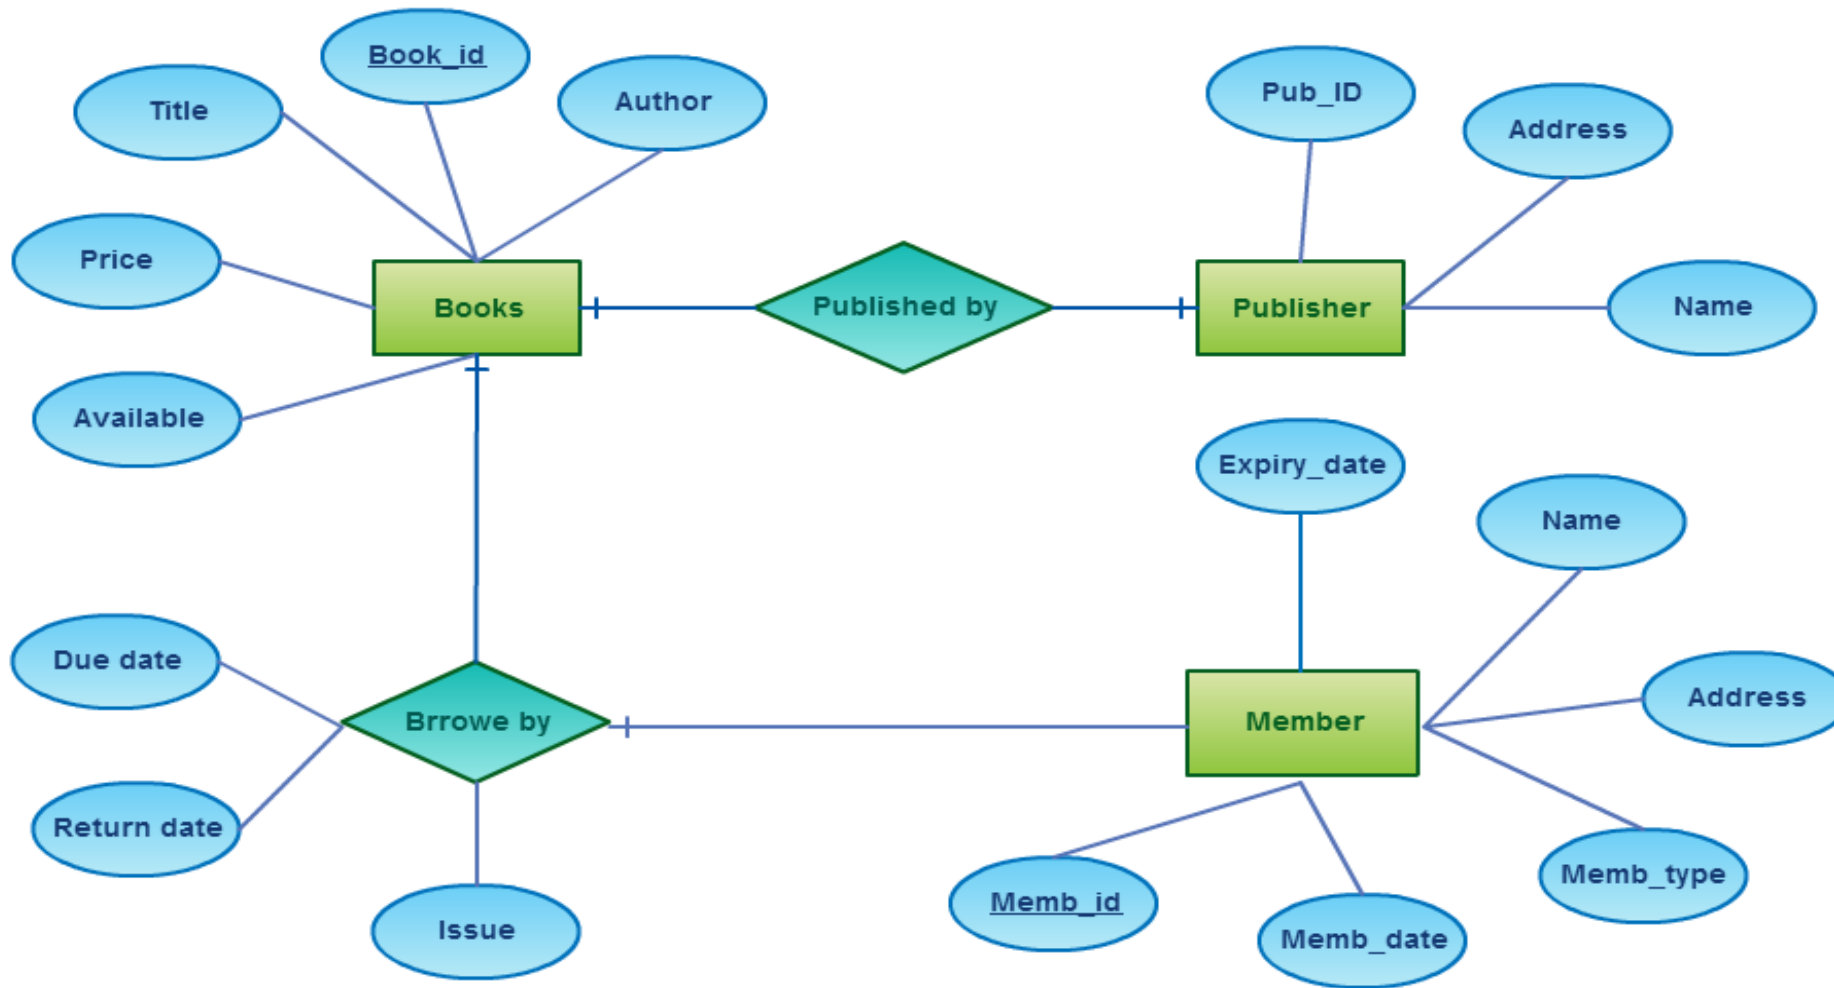 Book_id
Title
Author
Pub_ID
Address
Price
Books
Published by
Publisher
Name
Available
Expiry_date
Name
Due date
Brrowe by
Member
Address
Return date
Memb_type
Issue
Memb_id
Memb_date